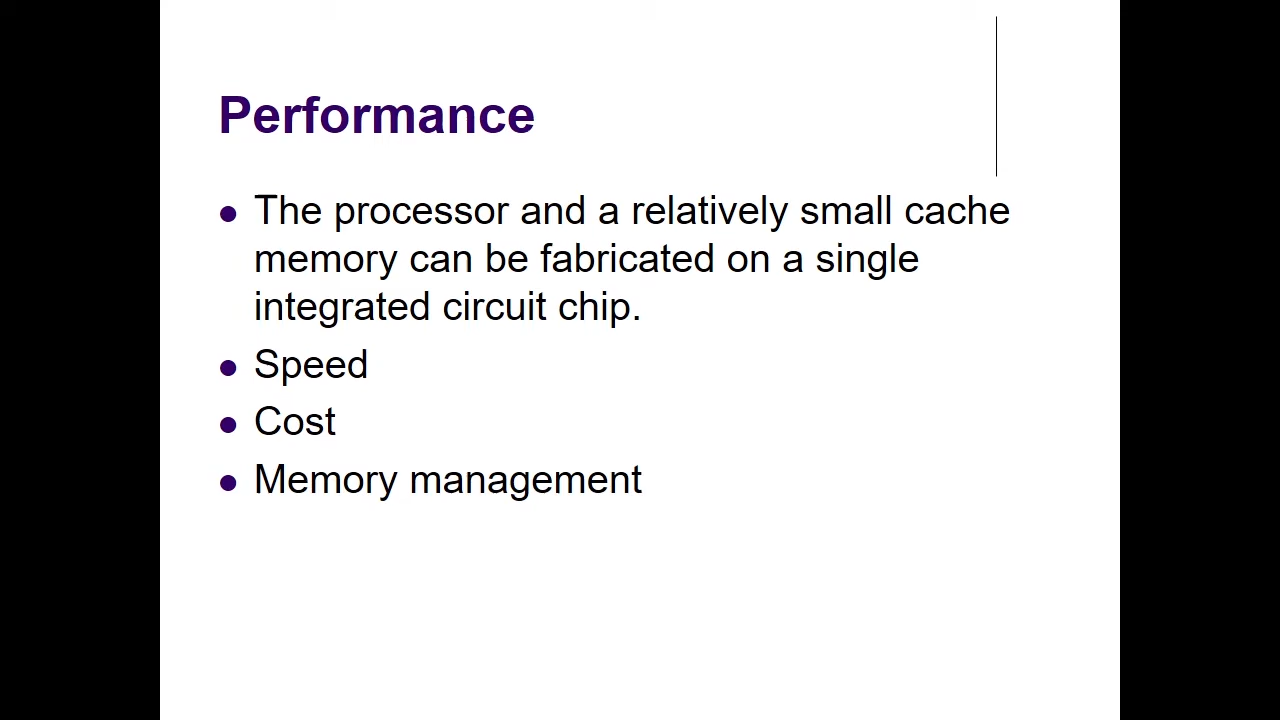 Performance
● The processor and a relatively small cache
memory can be fabricated on a single
integrated circuit chip.
● Speed
● Cost
● Memory management